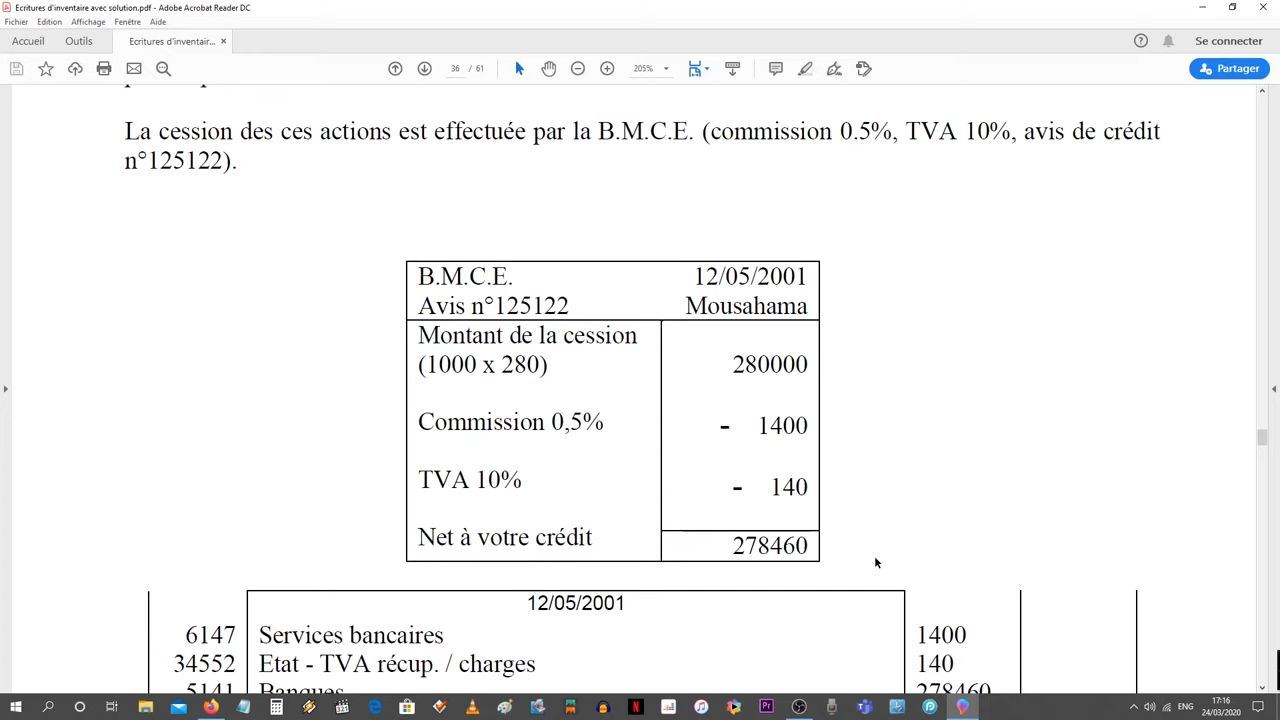 Ecritures d'inventaire avec solution.pdf - Adobe Acrobat Reader DC
Fichier Edition Affichage Fenêtre Aide
Accueil Outils Ecritures d'inventair... ×
Se connecter
36 / 61 205% Partager
La cession des ces actions est effectuée par la B.M.C.E. (commission 0.5%, TVA 10%, avis de crédit
n°125122).
B.M.C.E. 12/05/2001
Avis n°125122 Mousahama
Montant de la cession
(1000 x 280) 280000
Commission 0,5% - 1400
TVA 10% - 140
Net à votre crédit 278460
12/05/2001
6147 Services bancaires 1400
34552 Etat - TVA récup. / charges 140
5141 Banques 278460
17:16
ENG
24/03/2020